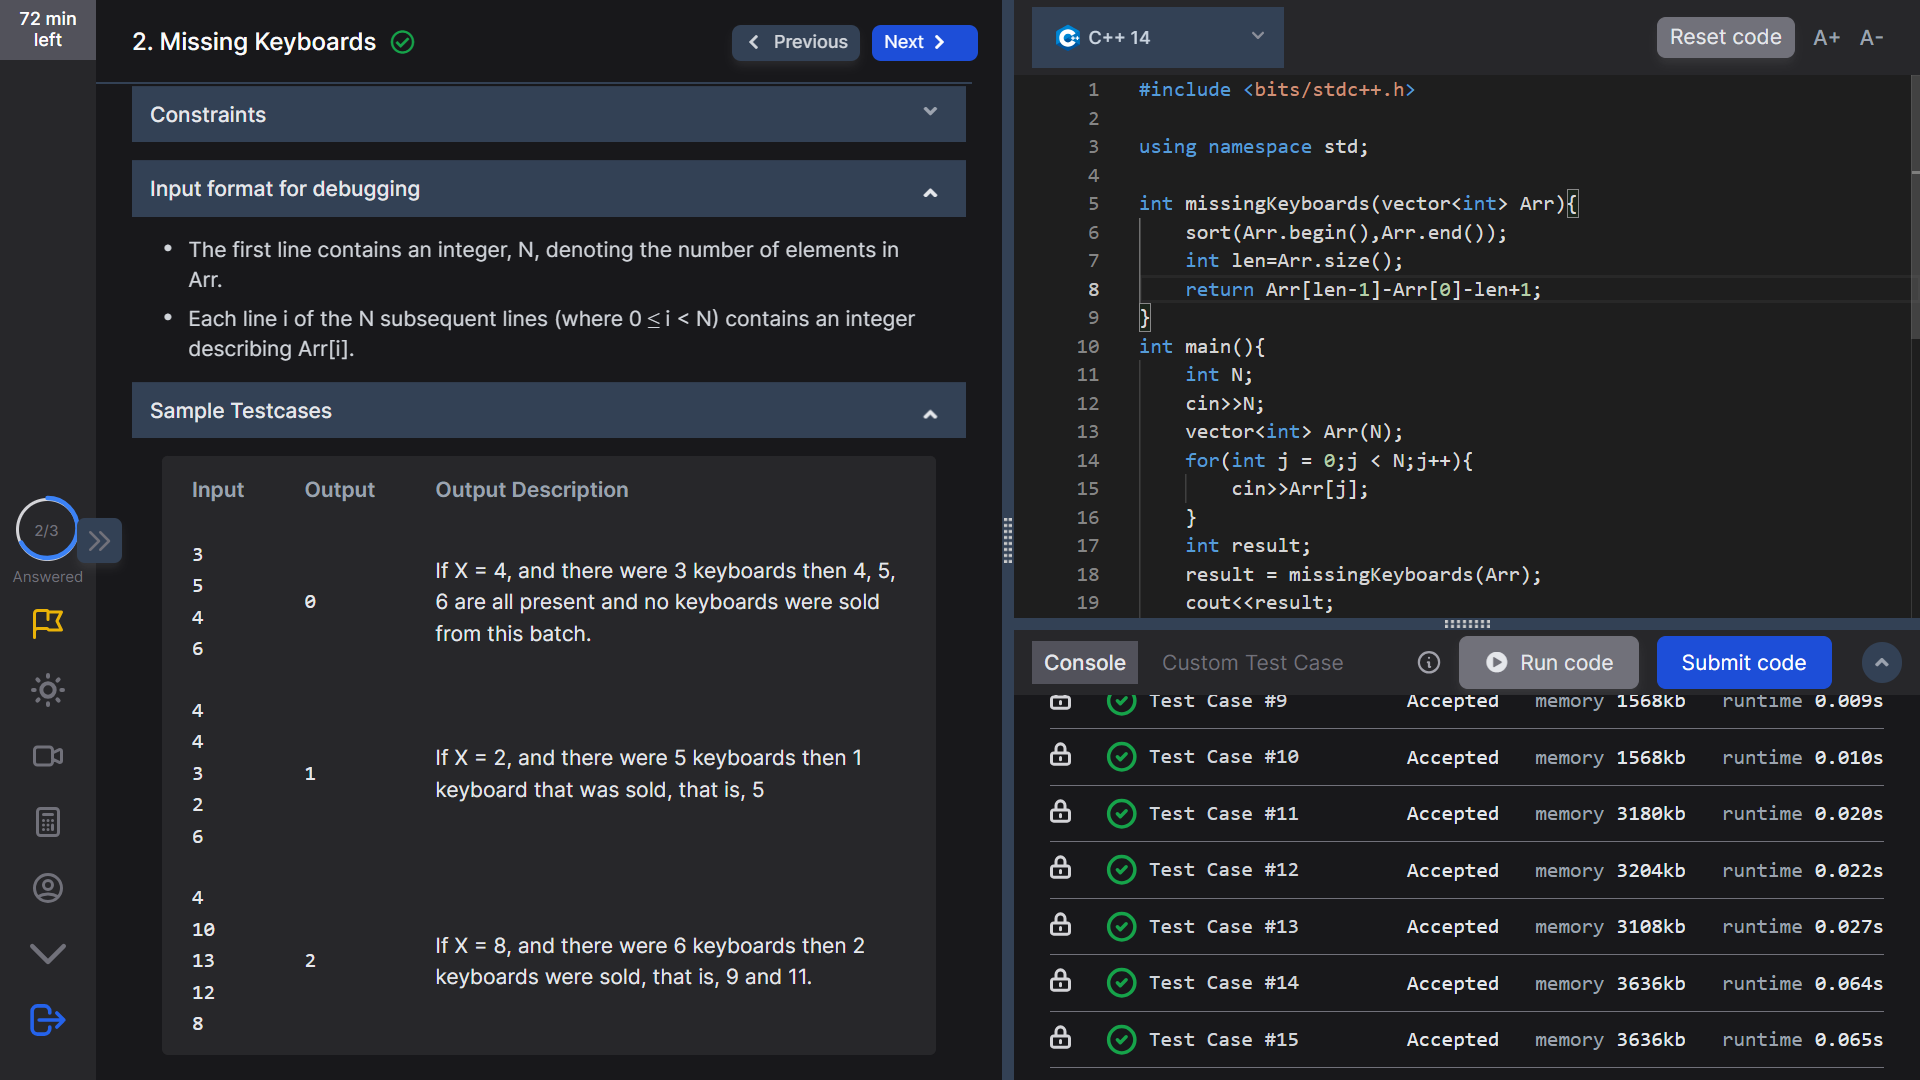 72 min
left
2. Missing Keyboards
Previous
Next
Constraints
Input format for debugging
• The first line contains an integer, N, denoting the number of elements in
Arr.
• Each line i of the N subsequent lines (where 0 ≤ i < N) contains an integer
describing Arr[i].
Sample Testcases
Input Output Output Description
3
5
4
6
0
If X = 4, and there were 3 keyboards then 4, 5,
6 are all present and no keyboards were sold
from this batch.
4
4
3
2
6
1
If X = 2, and there were 5 keyboards then 1
keyboard that was sold, that is, 5
4
10
13
12
8
2
If X = 8, and there were 6 keyboards then 2
keyboards were sold, that is, 9 and 11.
2/3
Answered
C++ 14
Reset code
A+ A-
1 #include <bits/stdc++.h>
2
3 using namespace std;
4
5 int missingKeyboards(vector<int> Arr){
6 sort(Arr.begin(),Arr.end());
7 int len=Arr.size();
8 return Arr[len-1]-Arr[0]-len+1;
9 }
10 int main(){
11 int N;
12 cin>>N;
13 vector<int> Arr(N);
14 for(int j = 0;j < N;j++){
15 cin>>Arr[j];
16 }
17 int result;
18 result = missingKeyboards(Arr);
19 cout<<result;
Console
Custom Test Case
Run code
Submit code
Test Case #9 Accepted memory 1568kb runtime 0.009s
Test Case #10 Accepted memory 1568kb runtime 0.010s
Test Case #11 Accepted memory 3180kb runtime 0.020s
Test Case #12 Accepted memory 3204kb runtime 0.022s
Test Case #13 Accepted memory 3108kb runtime 0.027s
Test Case #14 Accepted memory 3636kb runtime 0.064s
Test Case #15 Accepted memory 3636kb runtime 0.065s